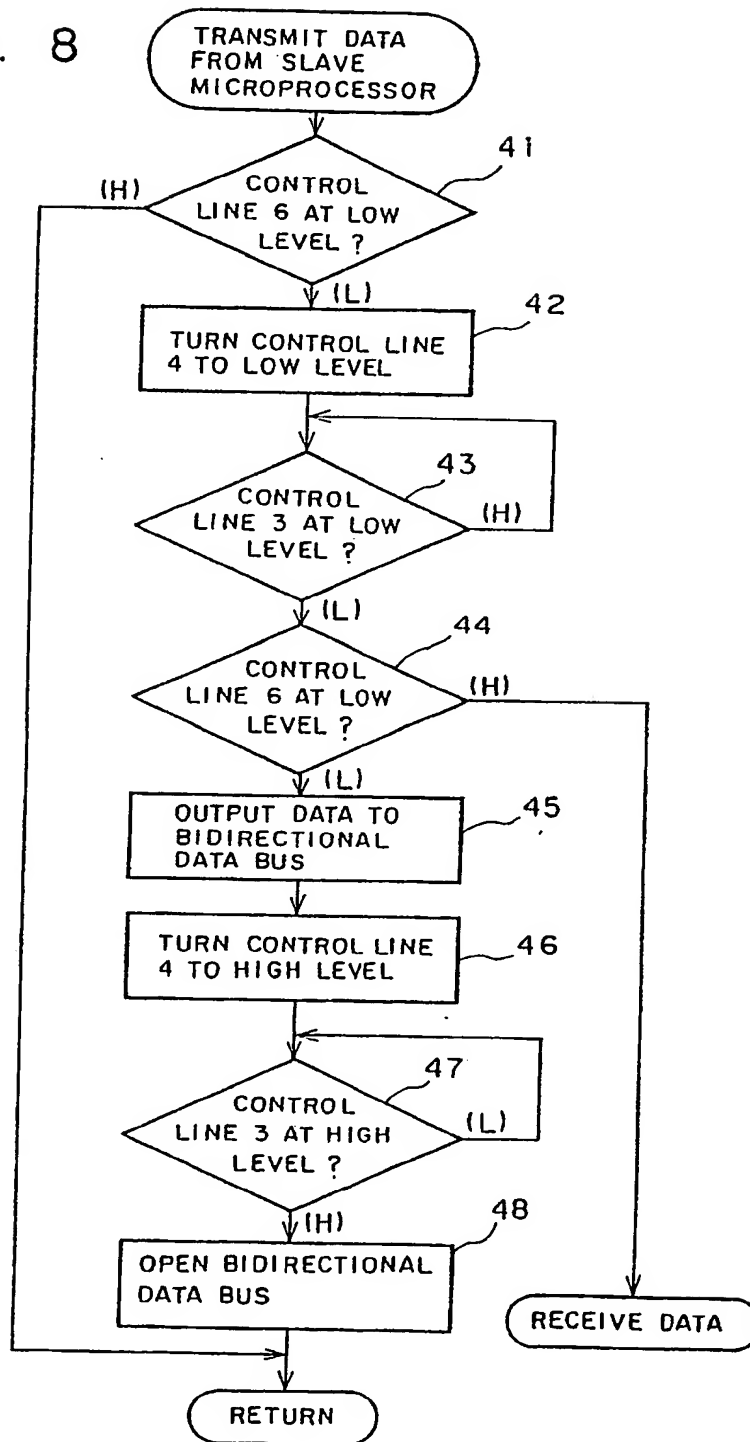 . 8
TRANSMIT DATA
FROM SLAVE
MICROPROCESSOR
41
(H)
CONTROL
LINE 6 AT LOW
LEVEL ?
(L)
42
TURN CONTROL LINE
4 TO LOW LEVEL
43
CONTROL
LINE 3 AT LOW
LEVEL ?
(H)
(L)
44
CONTROL
LINE 6 AT LOW
LEVEL ?
(H)
(L)
45
OUTPUT DATA TO
BIDIRECTIONAL
DATA BUS
46
TURN CONTROL LINE
4 TO HIGH LEVEL
47
CONTROL
LINE 3 AT HIGH
LEVEL ?
(L)
(H)
48
OPEN BIDIRECTIONAL
DATA BUS
RECEIVE DATA
RETURN